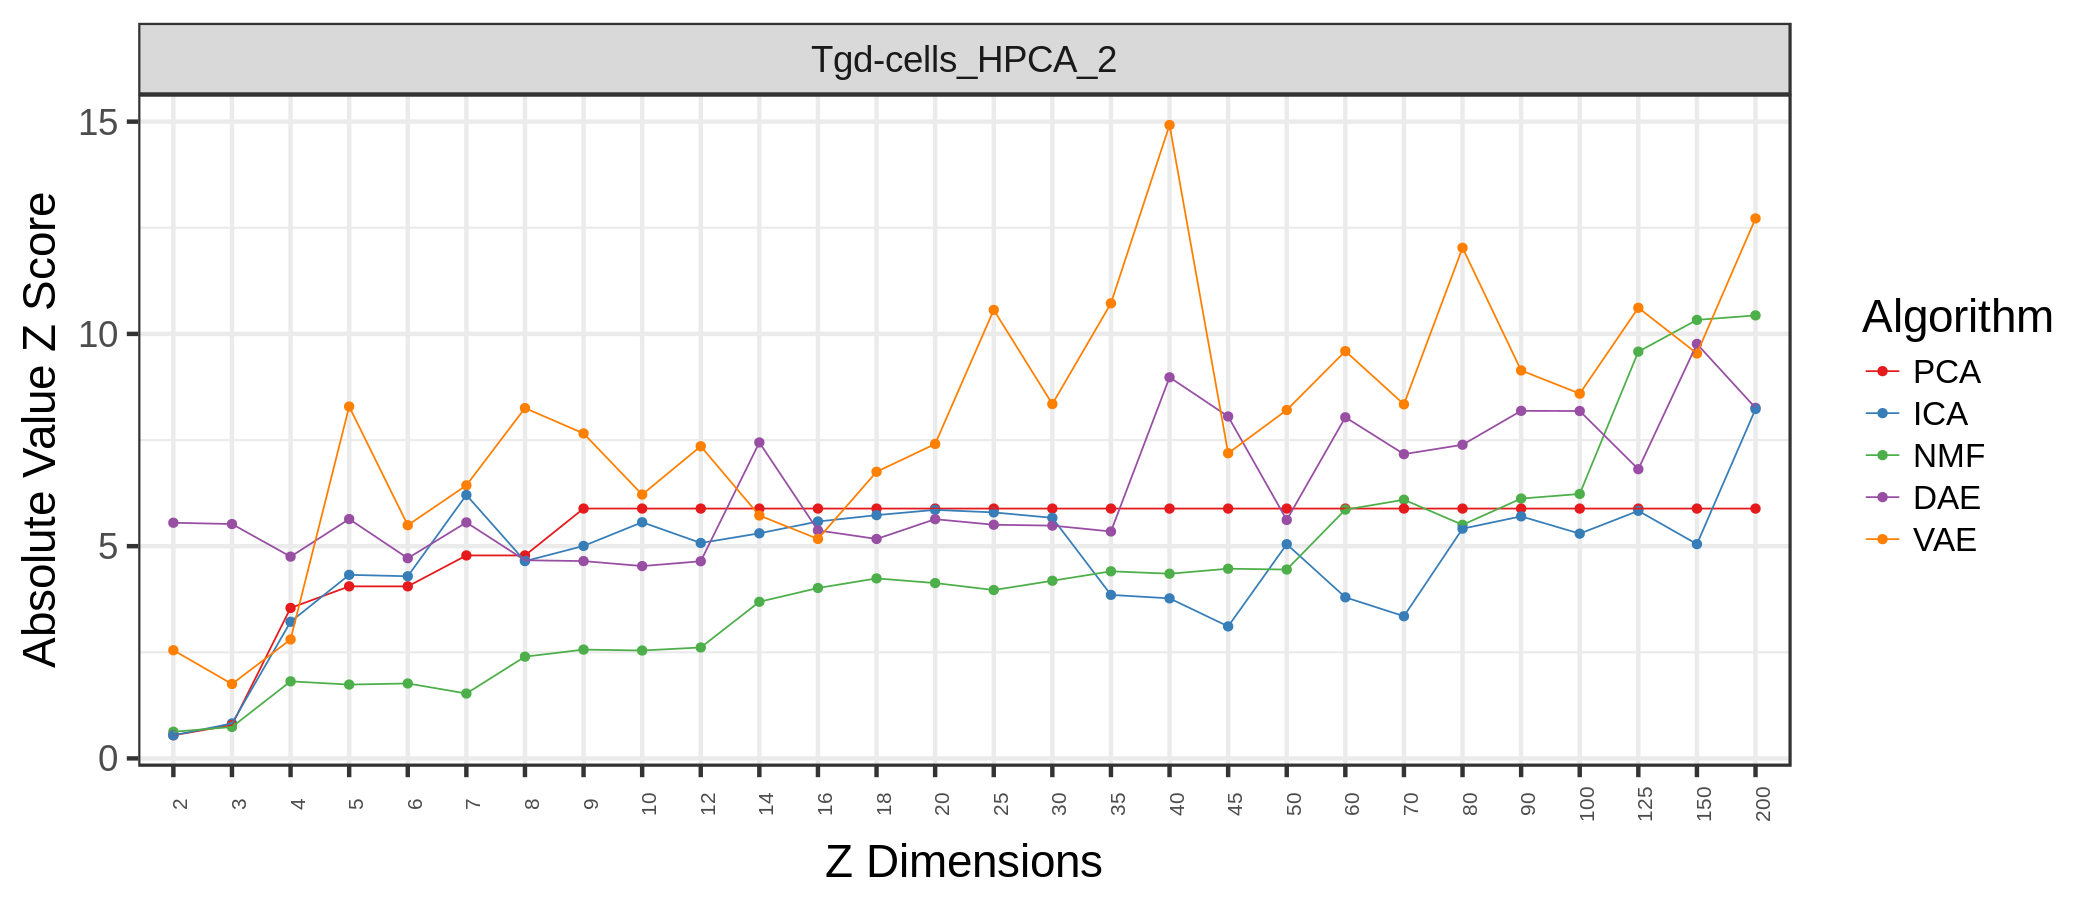 Tgd-cells_HPCA_2
Absolute Value Z Score
15
10
5
0
2 3 4 5 6 7 8 9 10 12 14 16 18 20 25 30 35 40 45 50 60 70 80 90 100 125 150 200
Z Dimensions
Algorithm
PCA
ICA
NMF
DAE
VAE